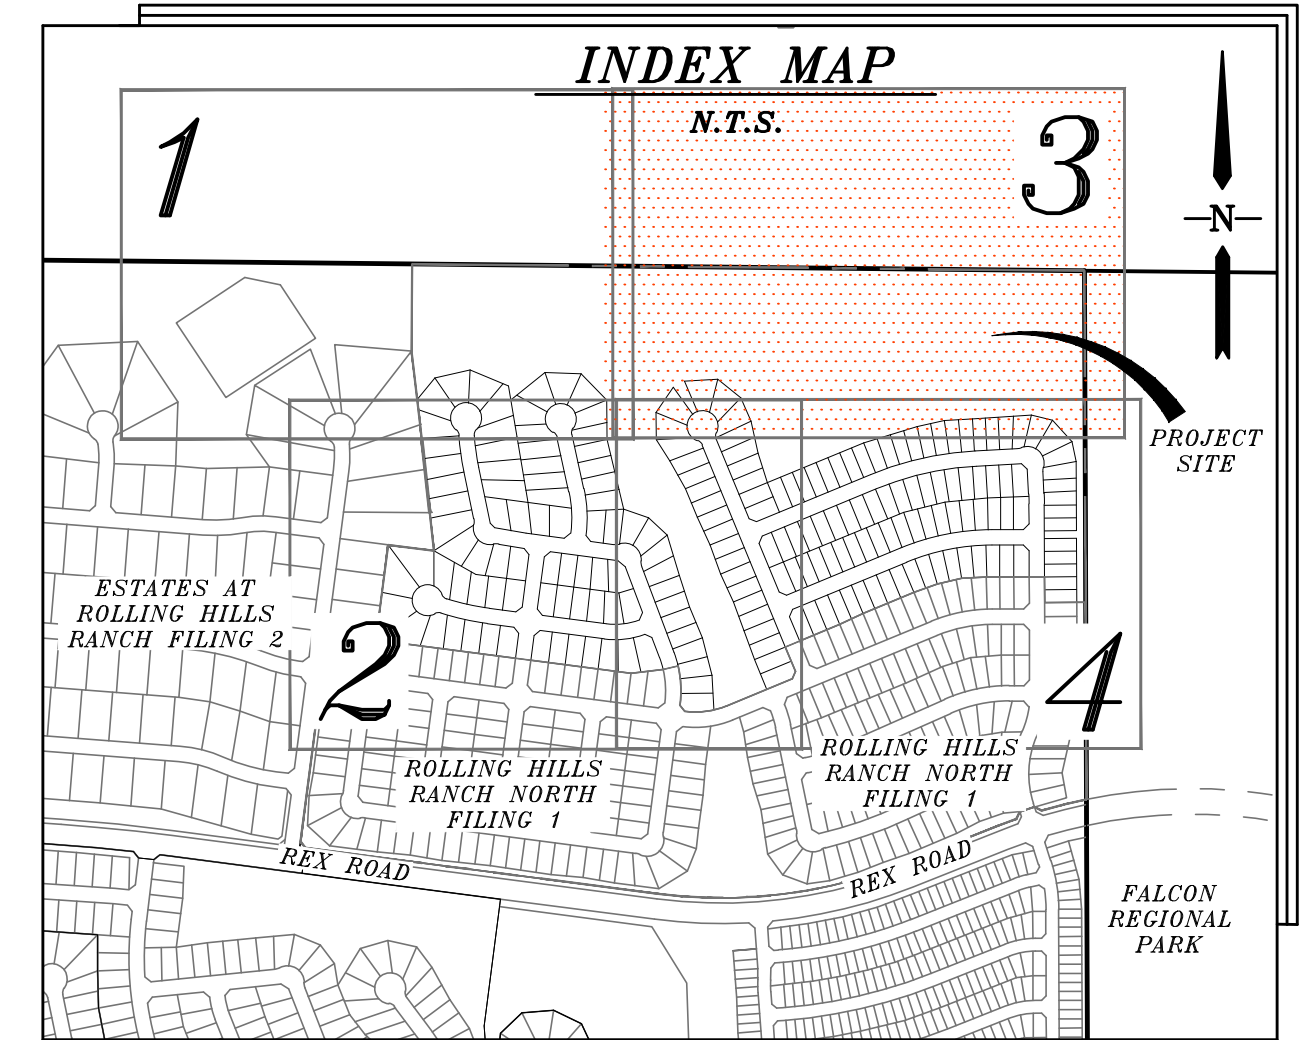 INDEX MAP
N.T.S.
1
3
N
PROJECT
SITE
ESTATES AT
ROLLING HILLS
RANCH FILING 2
2
4
ROLLING HILLS
RANCH NORTH
FILING 1
ROLLING HILLS
RANCH NORTH
FILING 1
REX ROAD
REX ROAD
FALCON
REGIONAL
PARK